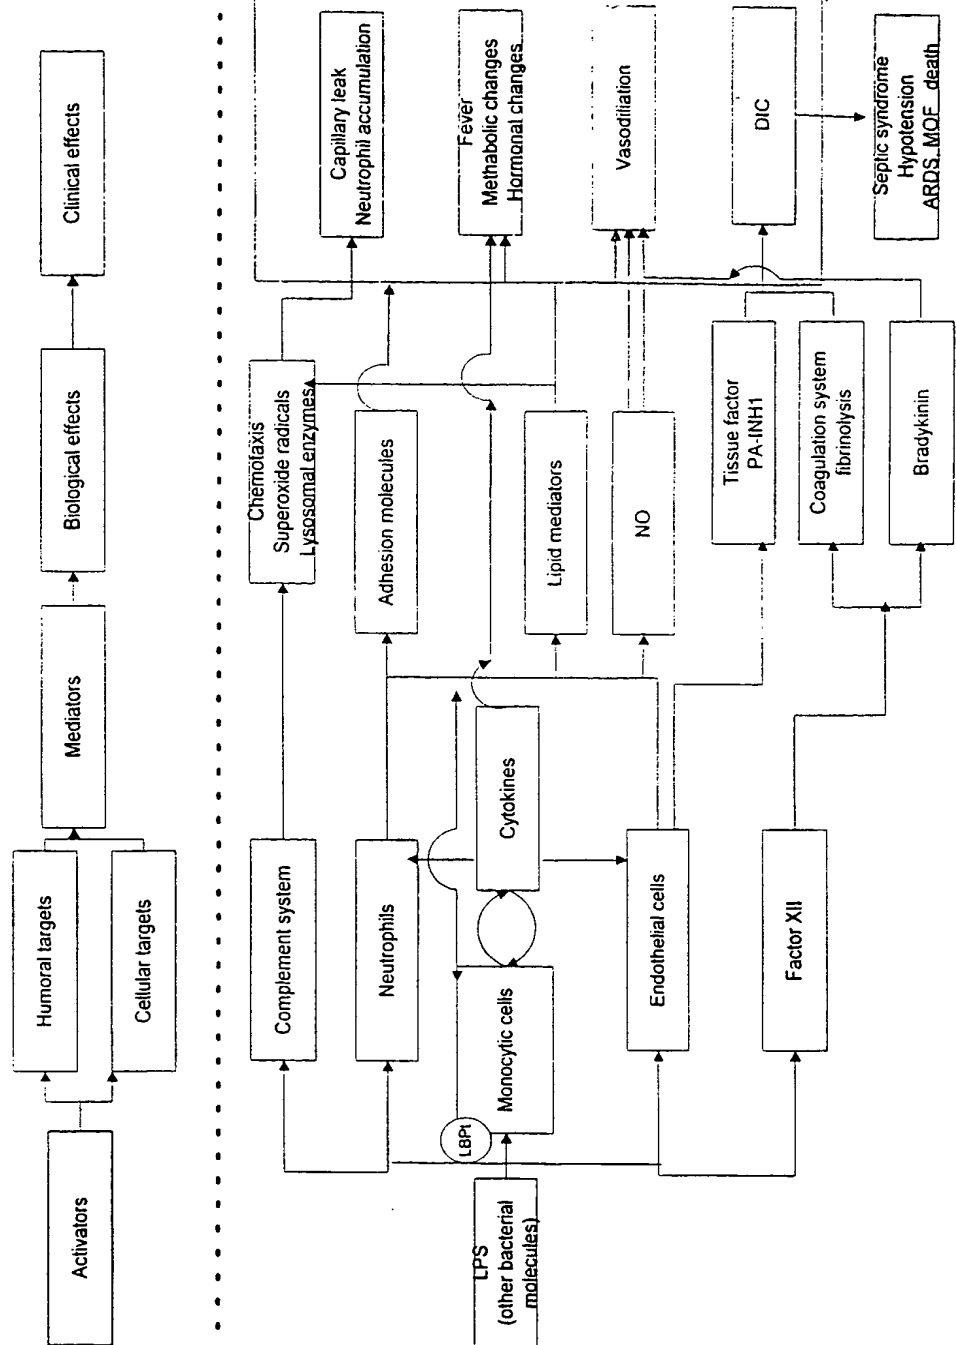 Activators
Humoral targets
Cellular targets
Mediators
Biological effects
Clinical effects
LPS
(other bacterial
molecules)
LBPt
Complement system
Neutrophils
Monocytic cells
Cytokines
Endothelial cells
Factor XII
Chemotaxis
Superoxide radicals
Lysosomal enzymes
Adhesion molecules
Lipid mediators
NO
Tissue factor
PA-INH1
Coagulation system
fibrinolysis
Bradykinin
Capillary leak
Neutrophil accumulation
Fever
Methabolic changes
Hormonal changes
Vasodiliation
DIC
Septic syndrome
Hypotension
ARDS, MOF death